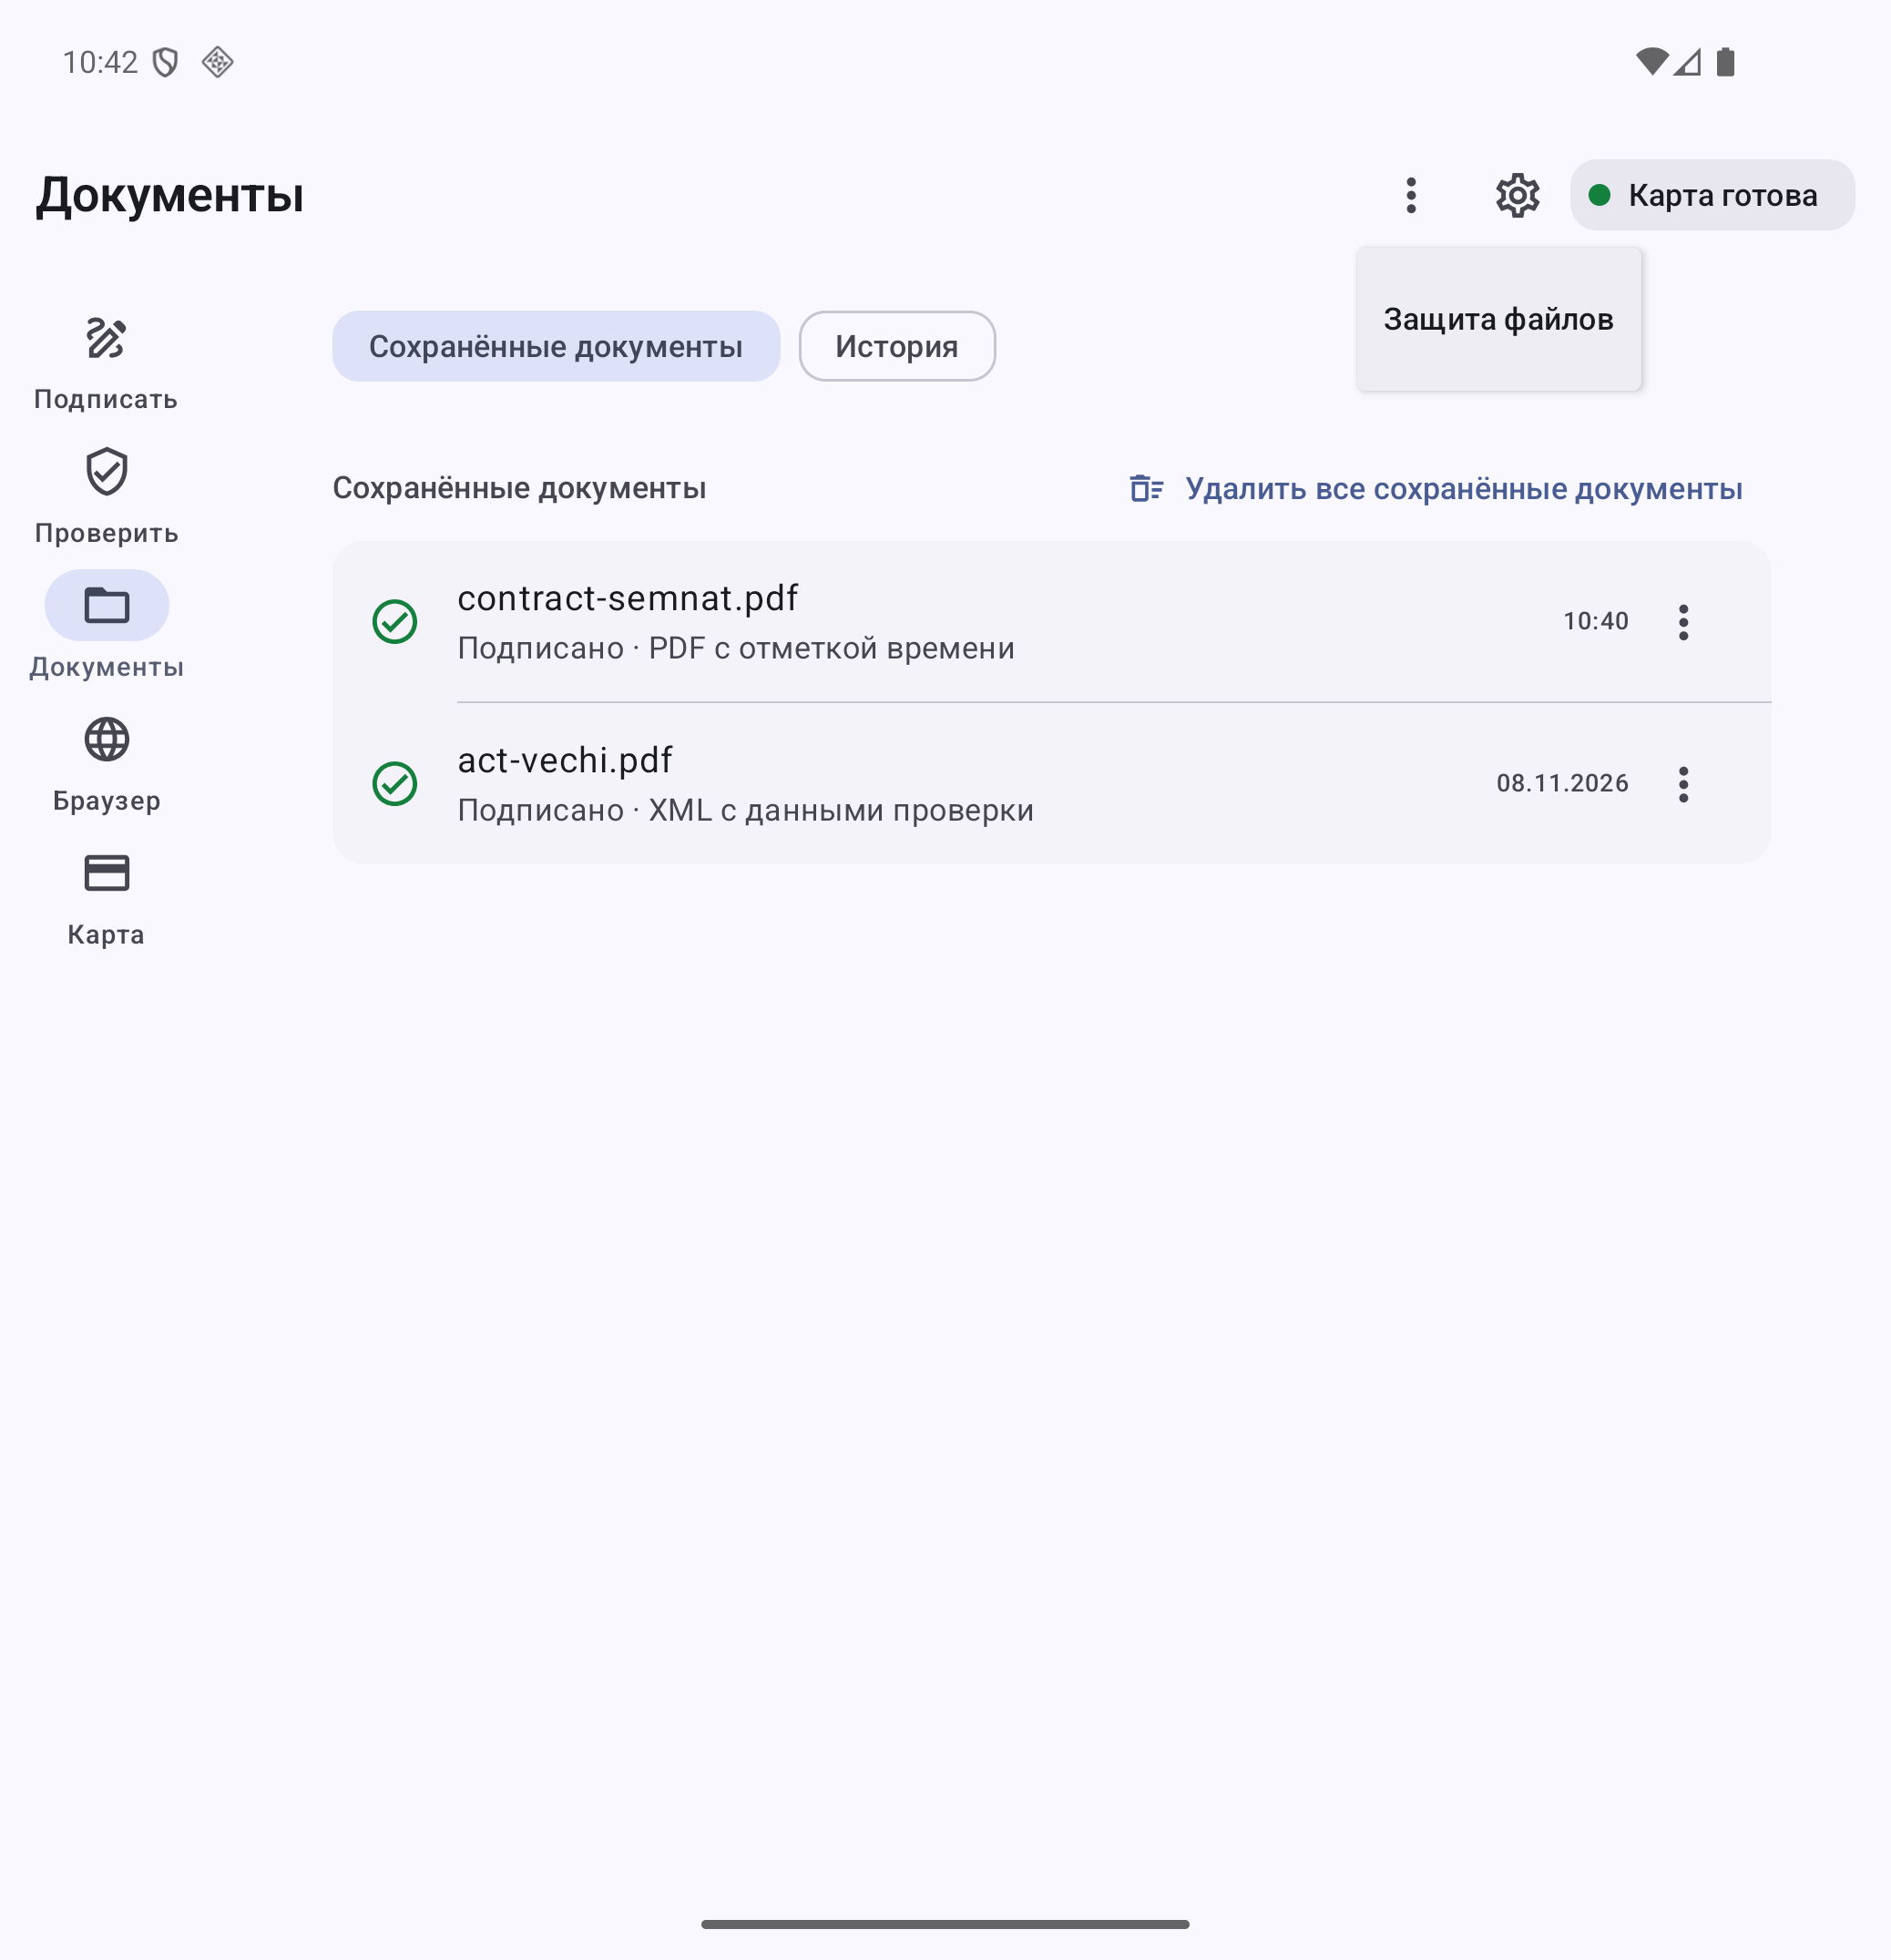 10:42
Документы
Карта готова
Защита файлов
Сохранённые документы
История
Подписать
Проверить
Документы
Браузер
Карта
Сохранённые документы
Удалить все сохранённые документы
contract-semnat.pdf
Подписано · PDF с отметкой времени
10:40
act-vechi.pdf
Подписано · XML с данными проверки
08.11.2026